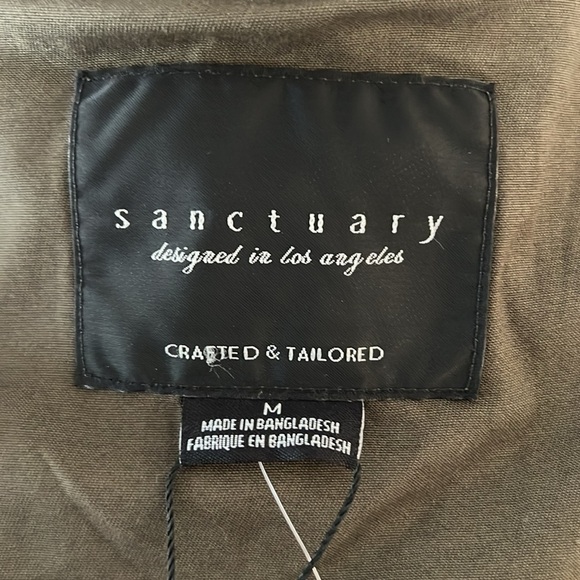 sanctuary
designed in los angeles
CRAFTED & TAILORED
M
MADE IN BANGLADESH
FABRIQUE EN BANGLADESH